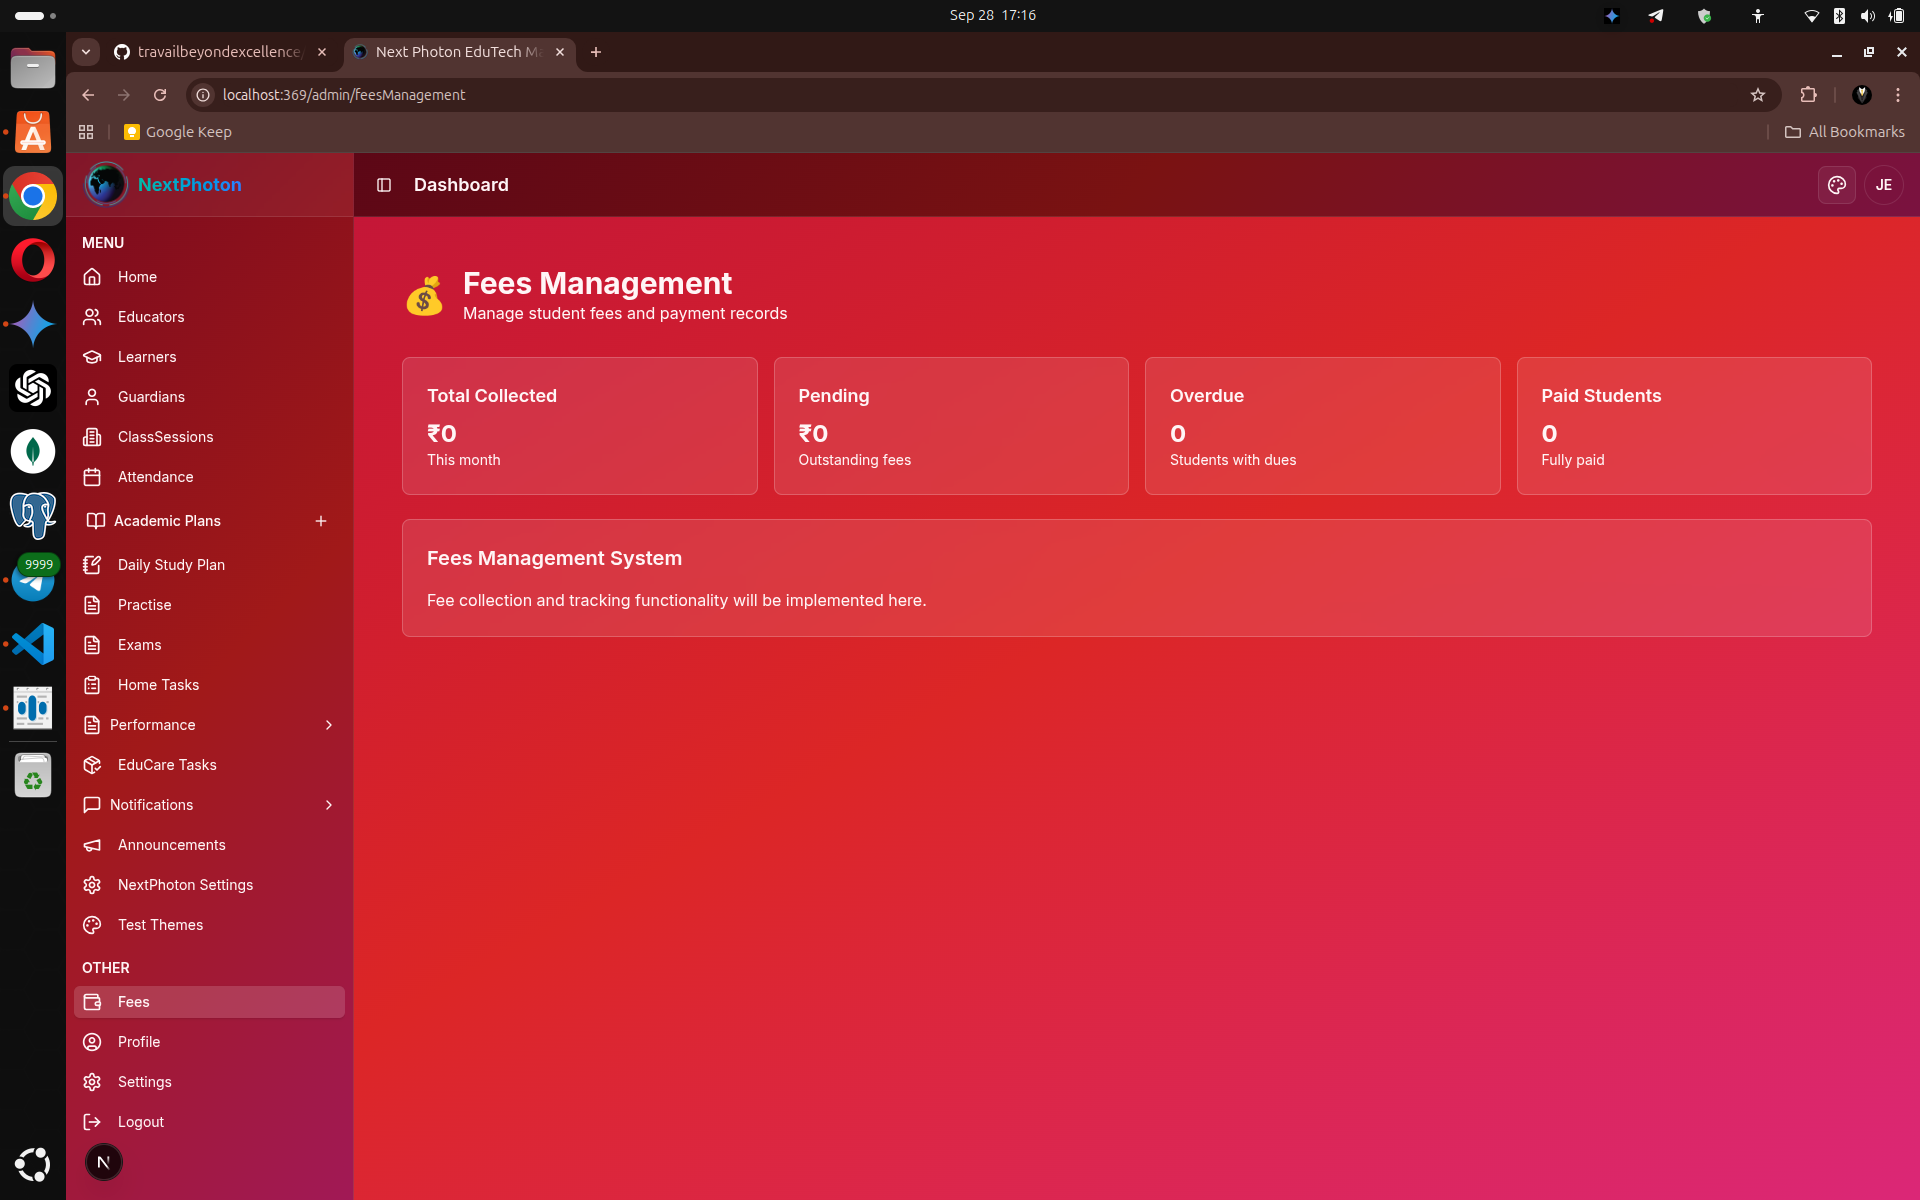 Sep 28 17:16
travailbeyondexcellence
Next Photon EduTech M
localhost:369/admin/feesManagement
Google Keep
All Bookmarks
NextPhoton
Dashboard
JE
MENU
Home
Educators
Learners
Guardians
ClassSessions
Attendance
Academic Plans
Daily Study Plan
Practise
Exams
Home Tasks
Performance
EduCare Tasks
Notifications
Announcements
NextPhoton Settings
Test Themes
OTHER
Fees
Profile
Settings
Logout
N
9999
Fees Management
Manage student fees and payment records
Total Collected
₹0
This month
Pending
₹0
Outstanding fees
Overdue
0
Students with dues
Paid Students
0
Fully paid
Fees Management System
Fee collection and tracking functionality will be implemented here.